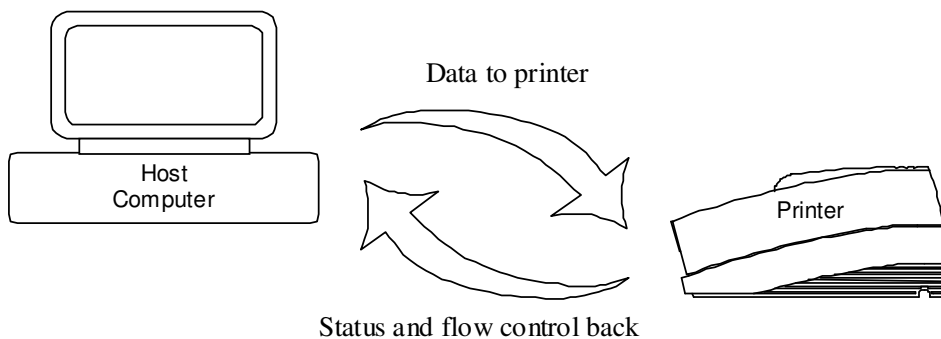 Data to printer
Host
Computer
Printer
Status and flow control back